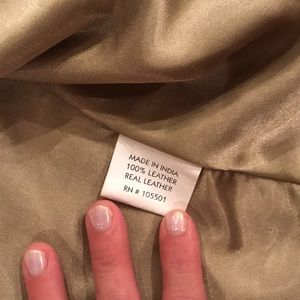 MADE IN INDIA
100% LEATHER
REAL LEATHER
RN # 105501